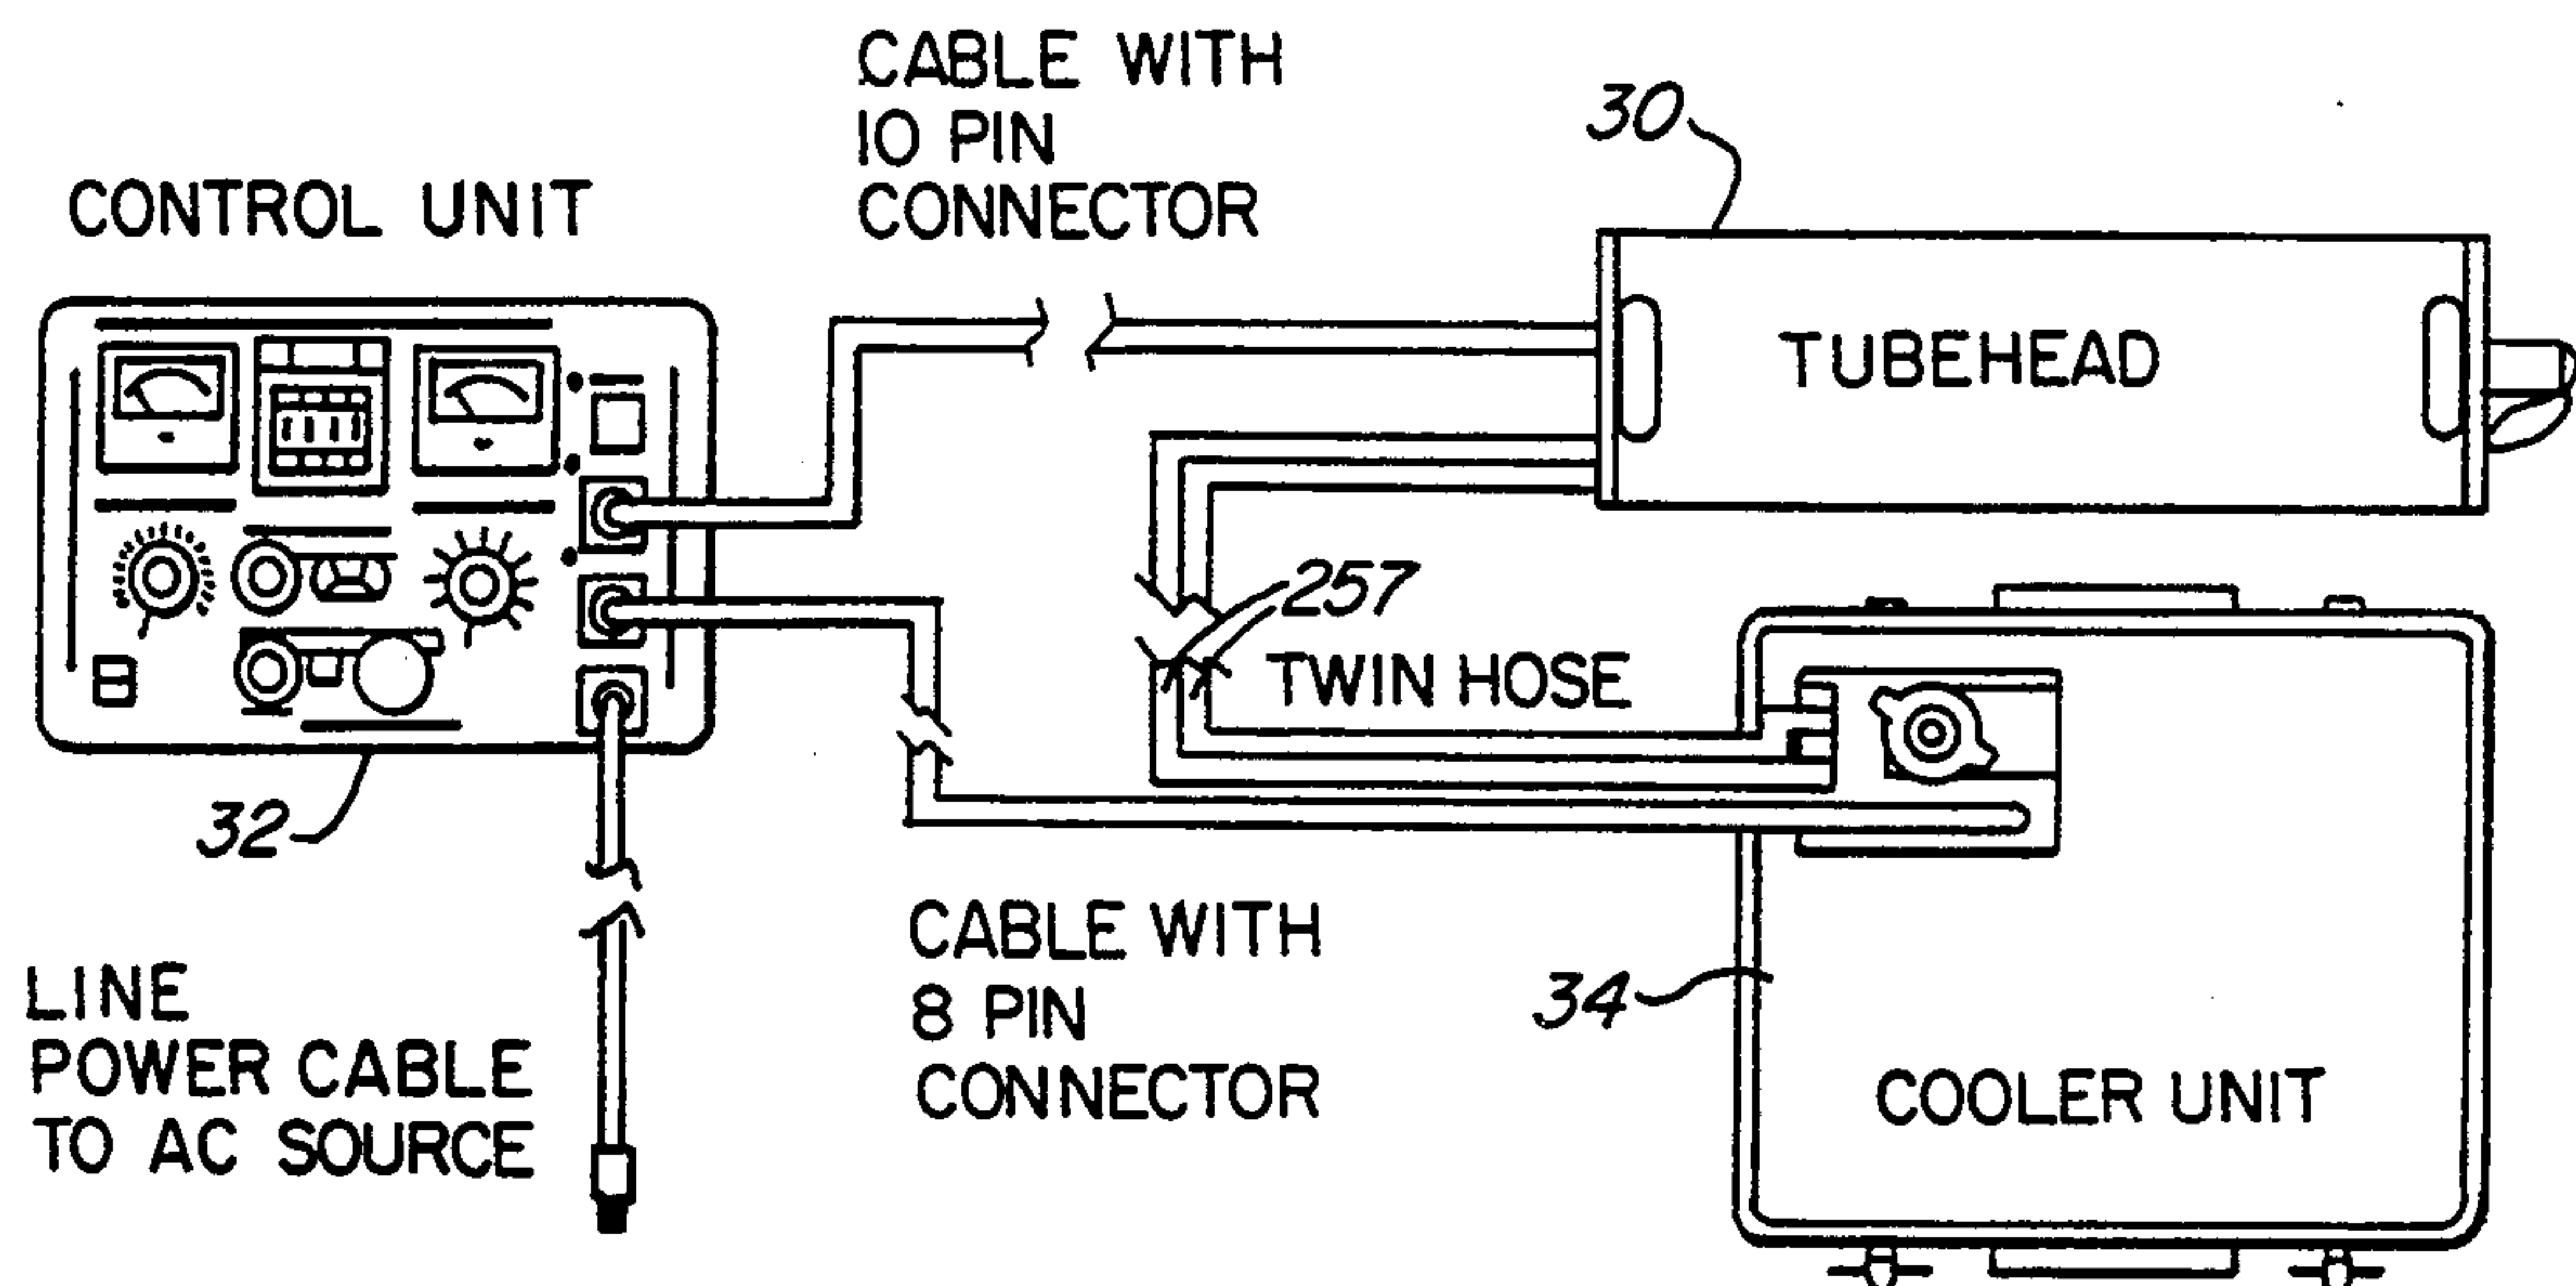 CABLE WITH
10 PIN
CONNECTOR
30
CONTROL UNIT
TUBEHEAD
257
TWIN HOSE
32
CABLE WITH
8 PIN
CONNECTOR
34
LINE
POWER CABLE
TO AC SOURCE
COOLER UNIT